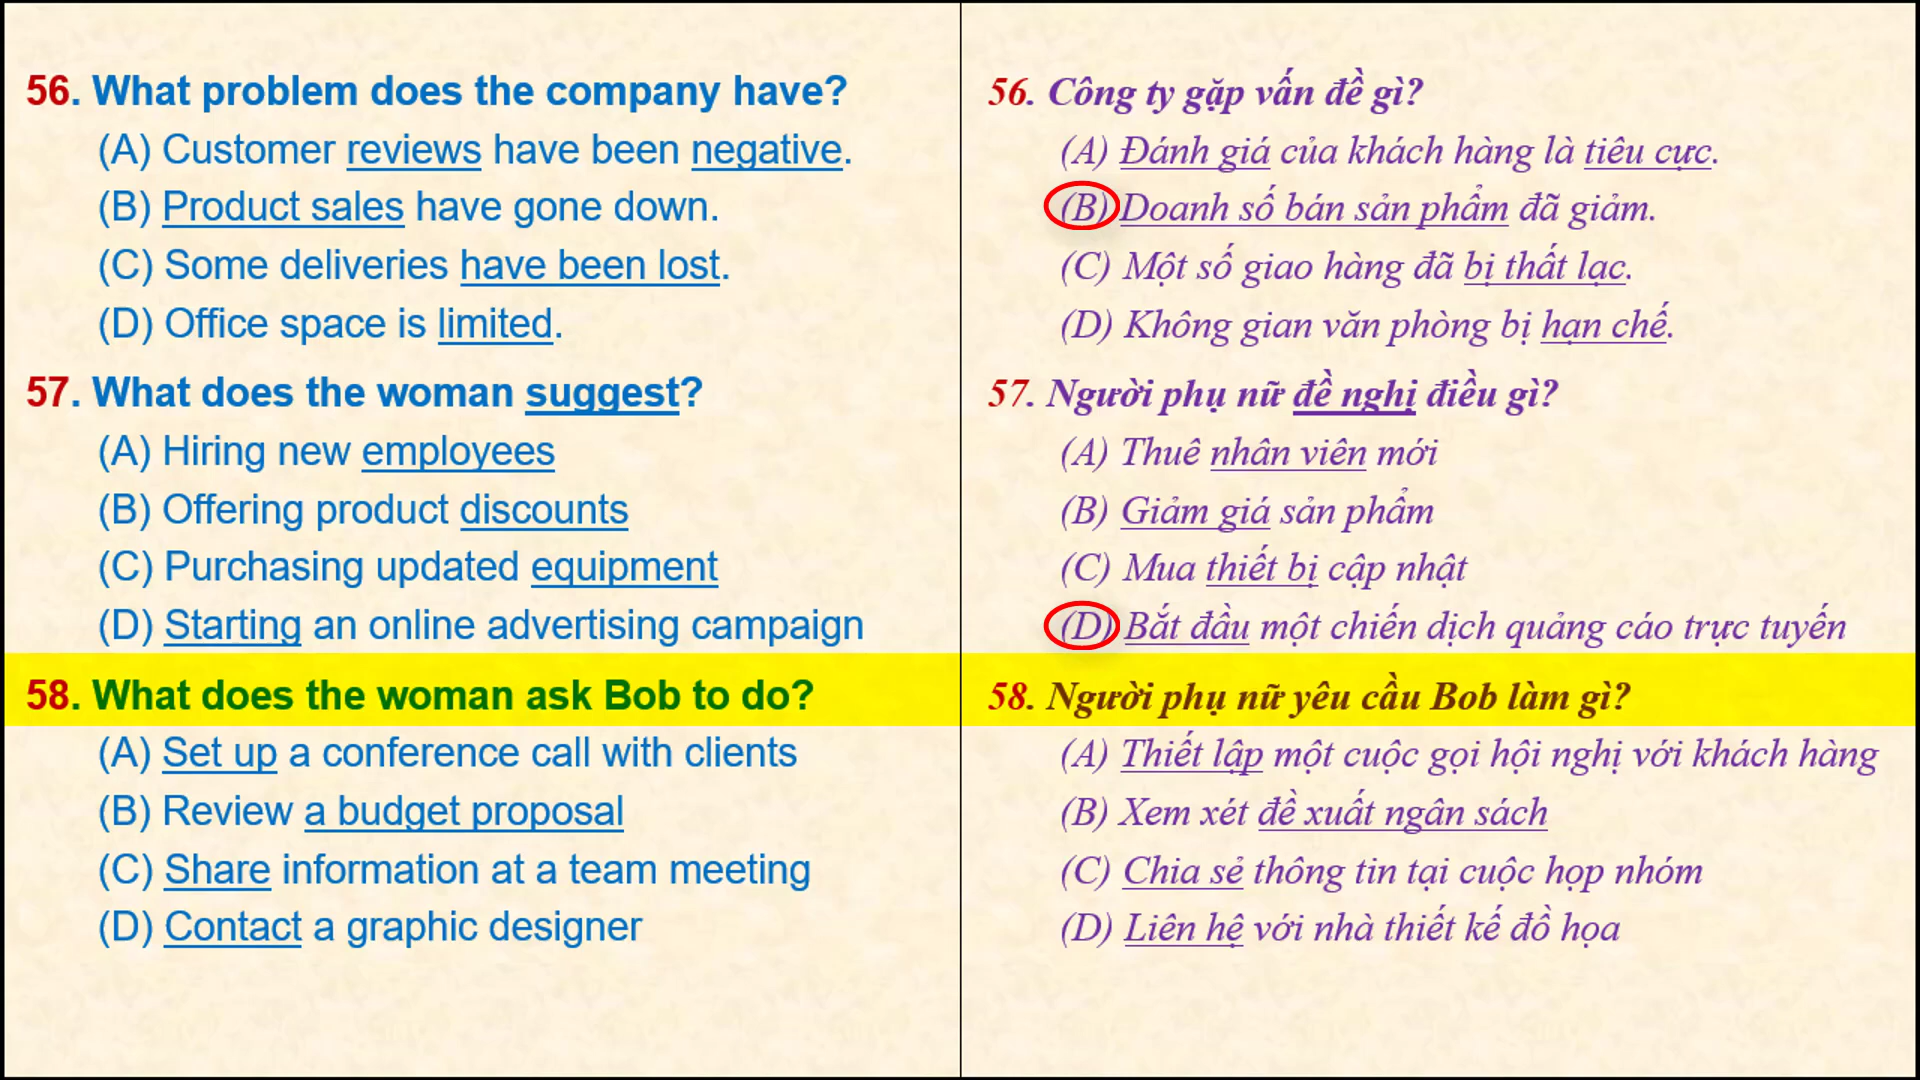 56. What problem does the company have?
(A) Customer reviews have been negative.
(B) Product sales have gone down.
(C) Some deliveries have been lost.
(D) Office space is limited.
57. What does the woman suggest?
(A) Hiring new employees
(B) Offering product discounts
(C) Purchasing updated equipment
(D) Starting an online advertising campaign
58. What does the woman ask Bob to do?
(A) Set up a conference call with clients
(B) Review a budget proposal
(C) Share information at a team meeting
(D) Contact a graphic designer
56. Công ty gặp vấn đề gì?
(A) Đánh giá của khách hàng là tiêu cực.
(B) Doanh số bán sản phẩm đã giảm.
(C) Một số giao hàng đã bị thất lạc.
(D) Không gian văn phòng bị hạn chế.
57. Người phụ nữ đề nghị điều gì?
(A) Thuê nhân viên mới
(B) Giảm giá sản phẩm
(C) Mua thiết bị cập nhật
(D) Bắt đầu một chiến dịch quảng cáo trực tuyến
58. Người phụ nữ yêu cầu Bob làm gì?
(A) Thiết lập một cuộc gọi hội nghị với khách hàng
(B) Xem xét đề xuất ngân sách
(C) Chia sẻ thông tin tại cuộc họp nhóm
(D) Liên hệ với nhà thiết kế đồ họa